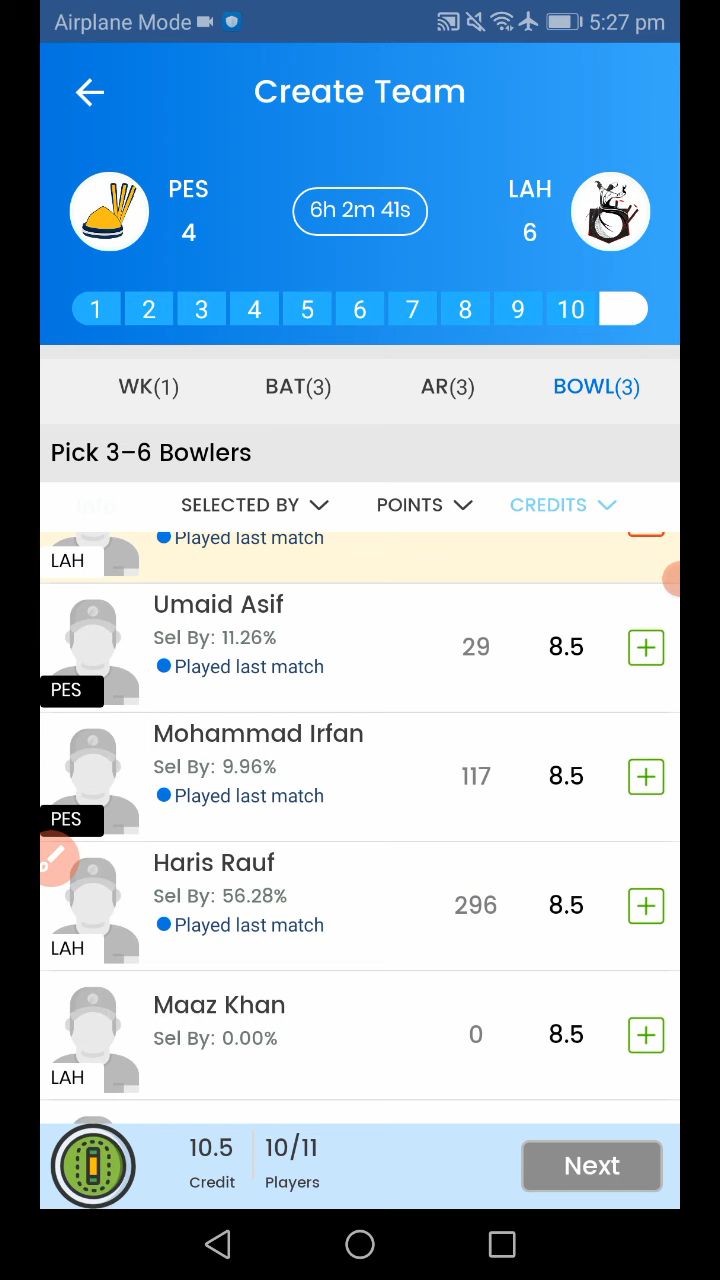 Airplane Mode 5:27 pm
Create Team
PES LAH
4 6h 2m 41s 6
1 2 3 4 5 6 7 8 9 10
WK(1) BAT(3) AR(3) BOWL(3)
Pick 3–6 Bowlers
Info SELECTED BY POINTS CREDITS
Played last match
LAH
Umaid Asif
Sel By: 11.26% 29 8.5
Played last match
PES
Mohammad Irfan
Sel By: 9.96% 117 8.5
Played last match
PES
Haris Rauf
Sel By: 56.28% 296 8.5
Played last match
LAH
Maaz Khan
Sel By: 0.00% 0 8.5
LAH
10.5 10/11 Next
Credit Players